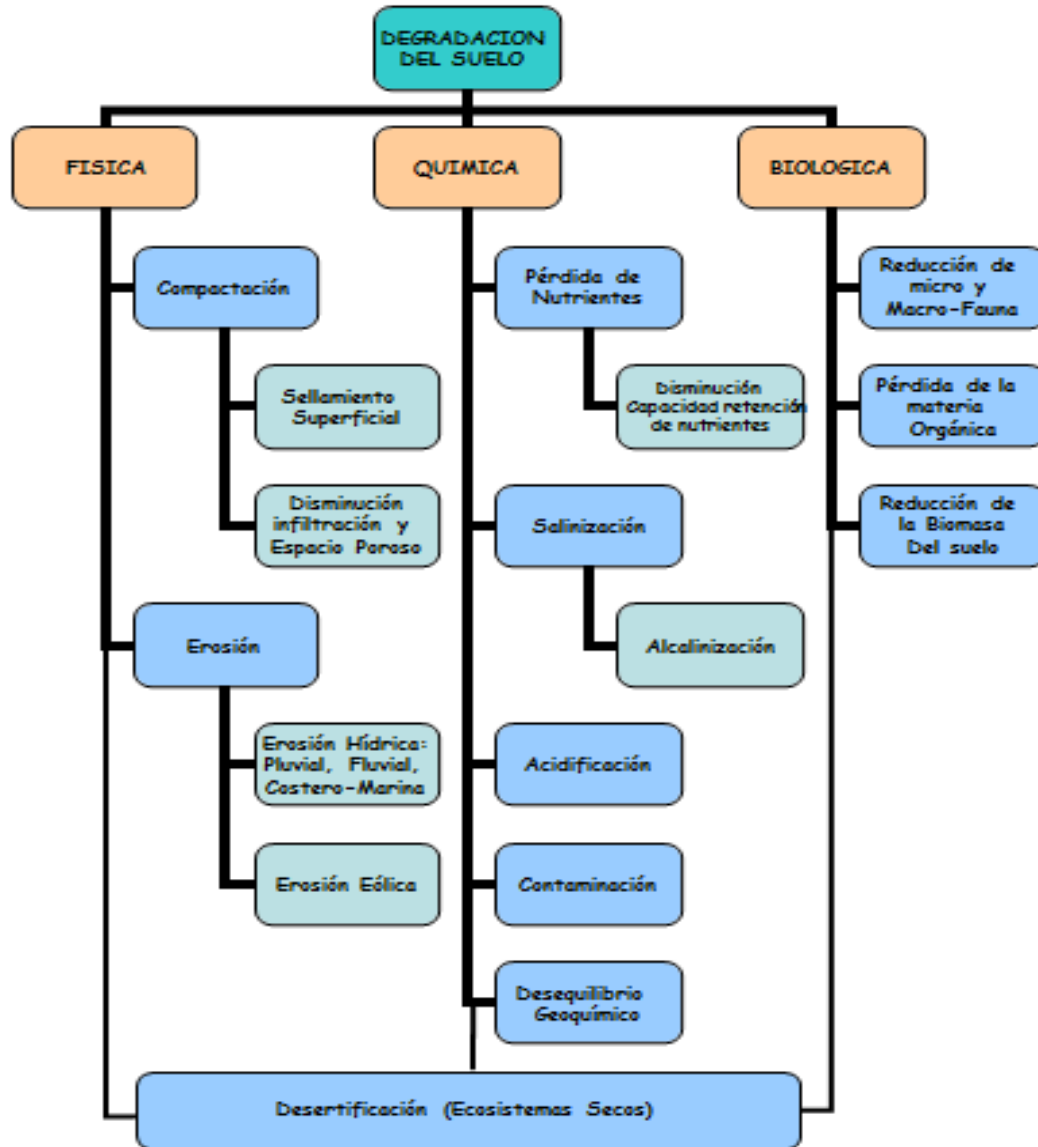 DEGRADACION
DEL SUELO
FISICA
QUIMICA
BIOLOGICA
Compactación
Sellamiento
Superficial
Disminución
infiltración y
Espacio Poroso
Erosión
Erosión Hídrica:
Pluvial, Fluvial,
Costero-Marina
Erosión Eólica
Pérdida de
Nutrientes
Disminución
Capacidad retención
de nutrientes
Salinización
Alcalinización
Acidificación
Contaminación
Desequilibrio
Geoquímico
Reducción de
micro y
Macro-Fauna
Pérdida de la
materia
Orgánica
Reducción de
la Biomasa
Del suelo
Desertificación (Ecosistemas Secos)